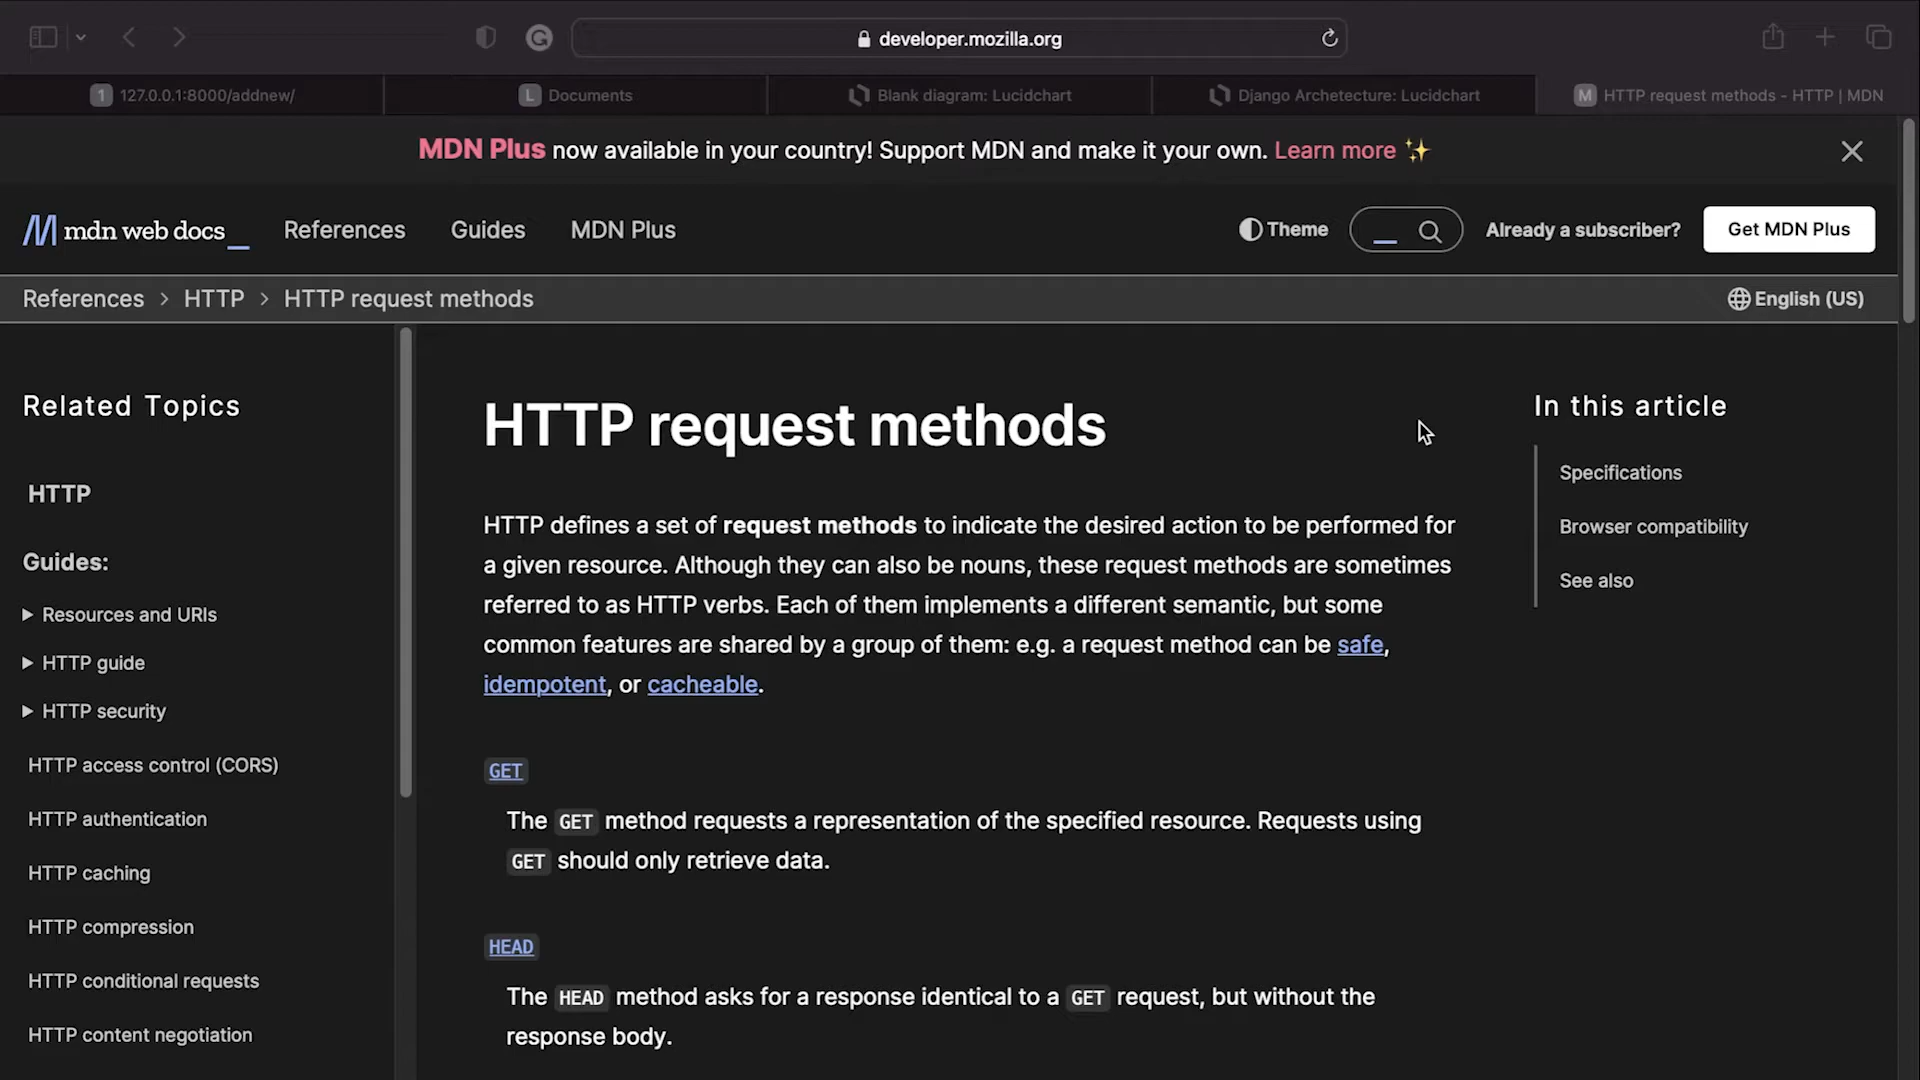 developer.mozilla.org
1 127.0.0.1:8000/addnew/
L Documents
Blank diagram: Lucidchart
Django Archetecture: Lucidchart
M HTTP request methods - HTTP | MDN
MDN Plus now available in your country! Support MDN and make it your own. Learn more ✨
mdn web docs_
References
Guides
MDN Plus
Theme
Already a subscriber?
Get MDN Plus
References > HTTP > HTTP request methods
English (US)
Related Topics
HTTP
Guides:
Resources and URIs
HTTP guide
HTTP security
HTTP access control (CORS)
HTTP authentication
HTTP caching
HTTP compression
HTTP conditional requests
HTTP content negotiation
HTTP request methods
HTTP defines a set of request methods to indicate the desired action to be performed for
a given resource. Although they can also be nouns, these request methods are sometimes
referred to as HTTP verbs. Each of them implements a different semantic, but some
common features are shared by a group of them: e.g. a request method can be safe,
idempotent, or cacheable.
GET
The GET method requests a representation of the specified resource. Requests using
GET should only retrieve data.
HEAD
The HEAD method asks for a response identical to a GET request, but without the
response body.
In this article
Specifications
Browser compatibility
See also